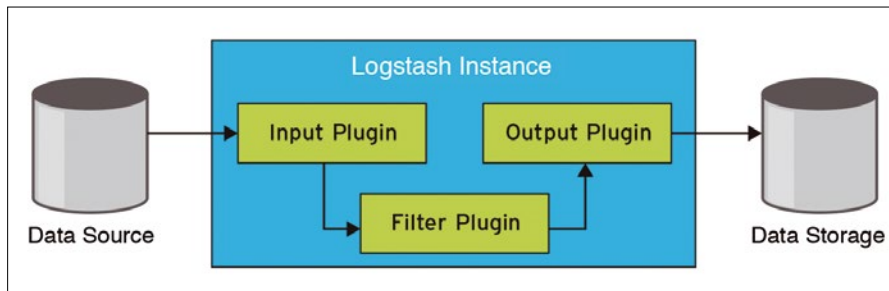 Logstash Instance
Input Plugin
Output Plugin
Filter Plugin
Data Source
Data Storage